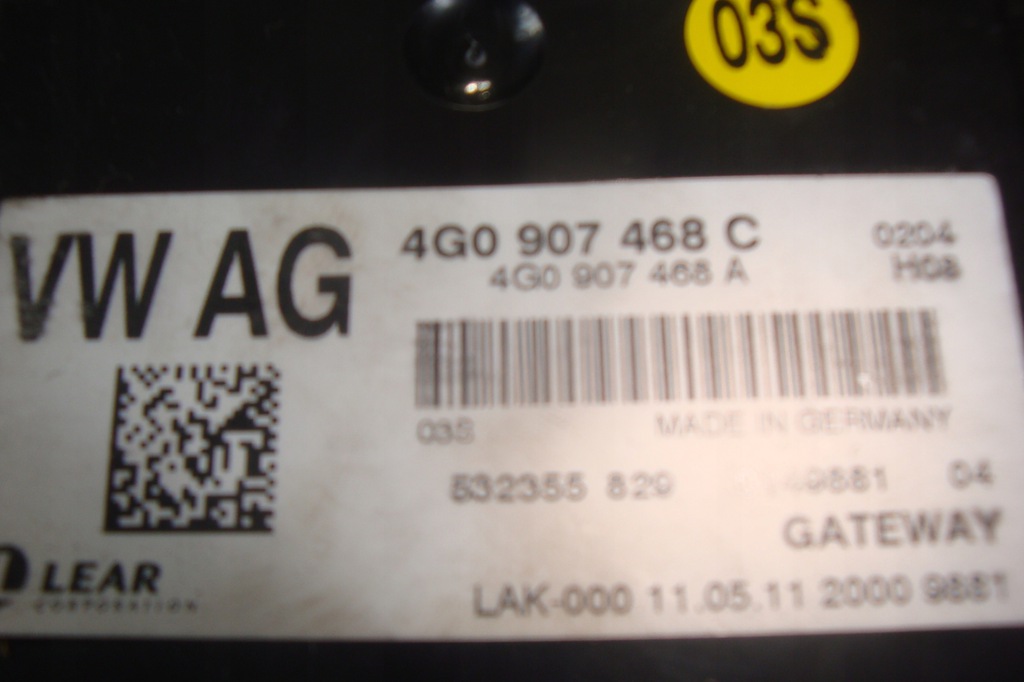 03S
VW AG
4G0 907 468 C
0204
4G0 907 468 A
H08
03S
MADE IN GERMANY
532355 829
04
GATEWAY
LEAR
CORPORATION
LAK-000 11.05.11 2000 9881